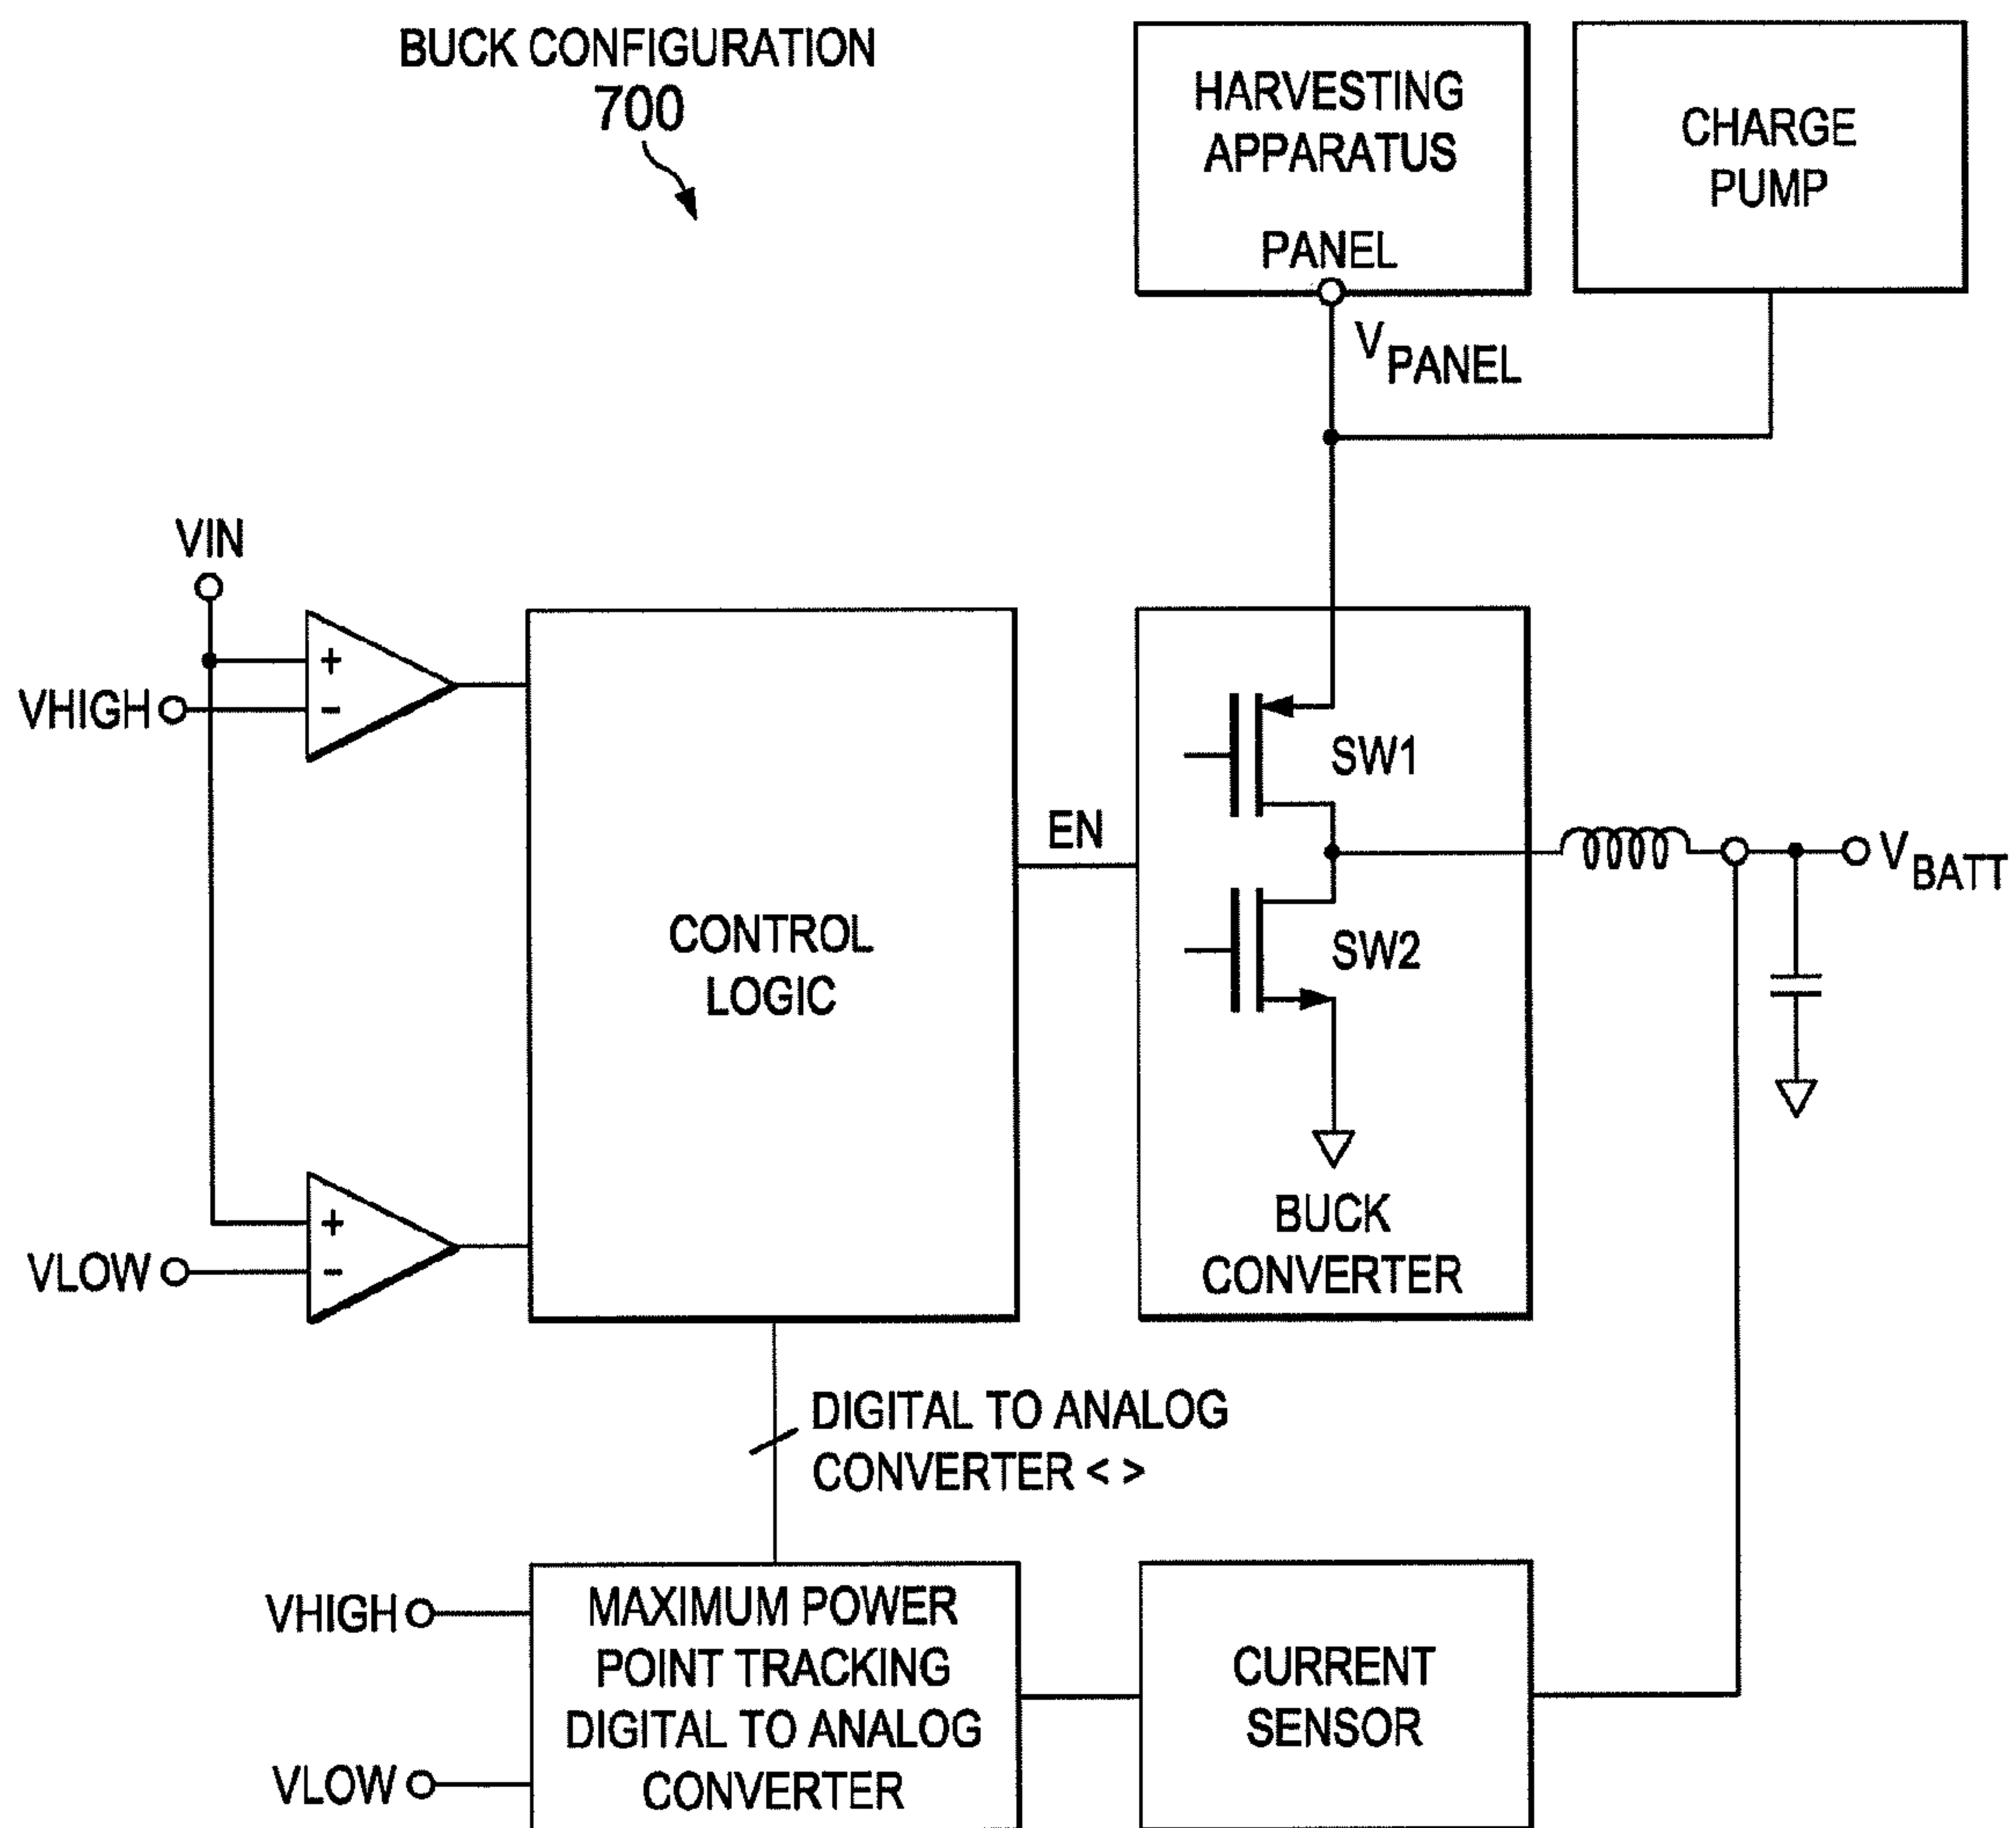 BUCK CONFIGURATION
700
HARVESTING
APPARATUS
PANEL
CHARGE
PUMP
VPANEL
VIN
VHIGH
+
-
CONTROL
LOGIC
EN
SW1
SW2
BUCK
CONVERTER
VBATT
VLOW
+
-
DIGITAL TO ANALOG
CONVERTER < >
VHIGH
VLOW
MAXIMUM POWER
POINT TRACKING
DIGITAL TO ANALOG
CONVERTER
CURRENT
SENSOR